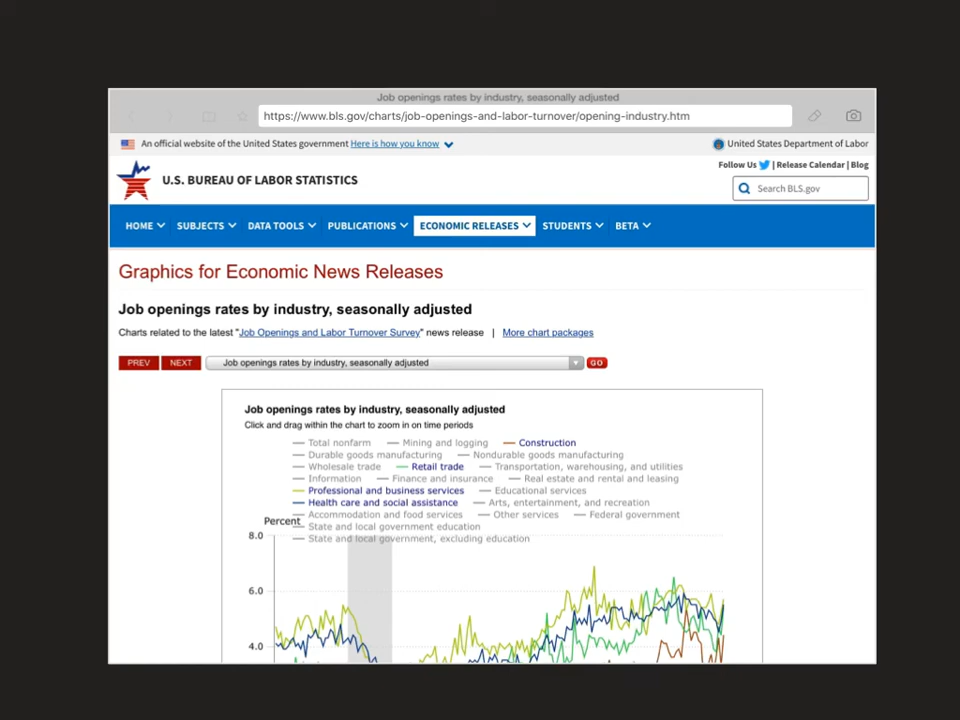 Job openings rates by industry, seasonally adjusted
https://www.bls.gov/charts/job-openings-and-labor-turnover/opening-industry.htm
An official website of the United States government Here is how you know
United States Department of Labor
Follow Us | Release Calendar | Blog
U.S. BUREAU OF LABOR STATISTICS
Search BLS.gov
HOME SUBJECTS DATA TOOLS PUBLICATIONS ECONOMIC RELEASES STUDENTS BETA
Graphics for Economic News Releases
Job openings rates by industry, seasonally adjusted
Charts related to the latest "Job Openings and Labor Turnover Survey" news release | More chart packages
PREV NEXT Job openings rates by industry, seasonally adjusted GO
Job openings rates by industry, seasonally adjusted
Click and drag within the chart to zoom in on time periods
Total nonfarm Mining and logging Construction
Durable goods manufacturing Nondurable goods manufacturing
Wholesale trade Retail trade Transportation, warehousing, and utilities
Information Finance and insurance Real estate and rental and leasing
Professional and business services Educational services
Health care and social assistance Arts, entertainment, and recreation
Accommodation and food services Other services Federal government
Percent
State and local government education
State and local government, excluding education
8.0
6.0
4.0